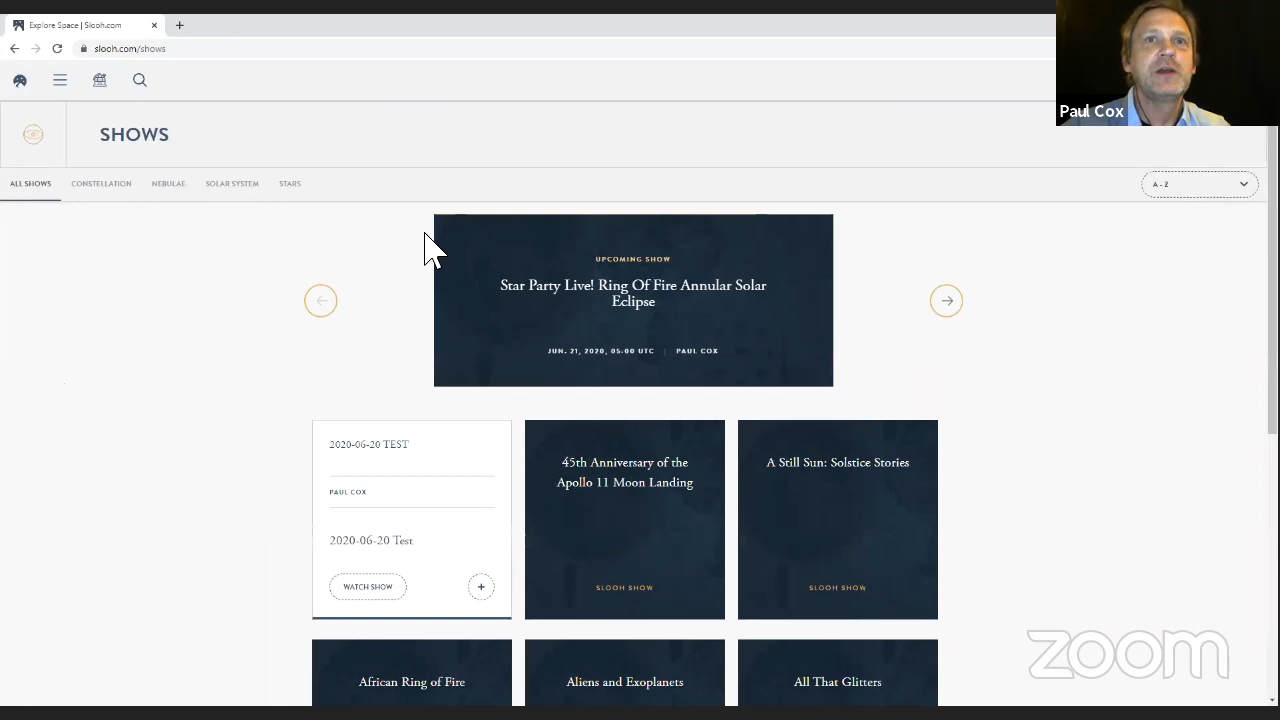 Explore Space | Slooh.com
slooh.com/shows
Paul Cox
SHOWS
ALL SHOWS
CONSTELLATION
NEBULAE
SOLAR SYSTEM
STARS
A - Z
UPCOMING SHOW
Star Party Live! Ring Of Fire Annular Solar
Eclipse
JUN. 21, 2020, 05:00 UTC | PAUL COX
2020-06-20 TEST
PAUL COX
2020-06-20 Test
WATCH SHOW
45th Anniversary of the
Apollo 11 Moon Landing
SLOOH SHOW
A Still Sun: Solstice Stories
SLOOH SHOW
African Ring of Fire
Aliens and Exoplanets
All That Glitters
zoom